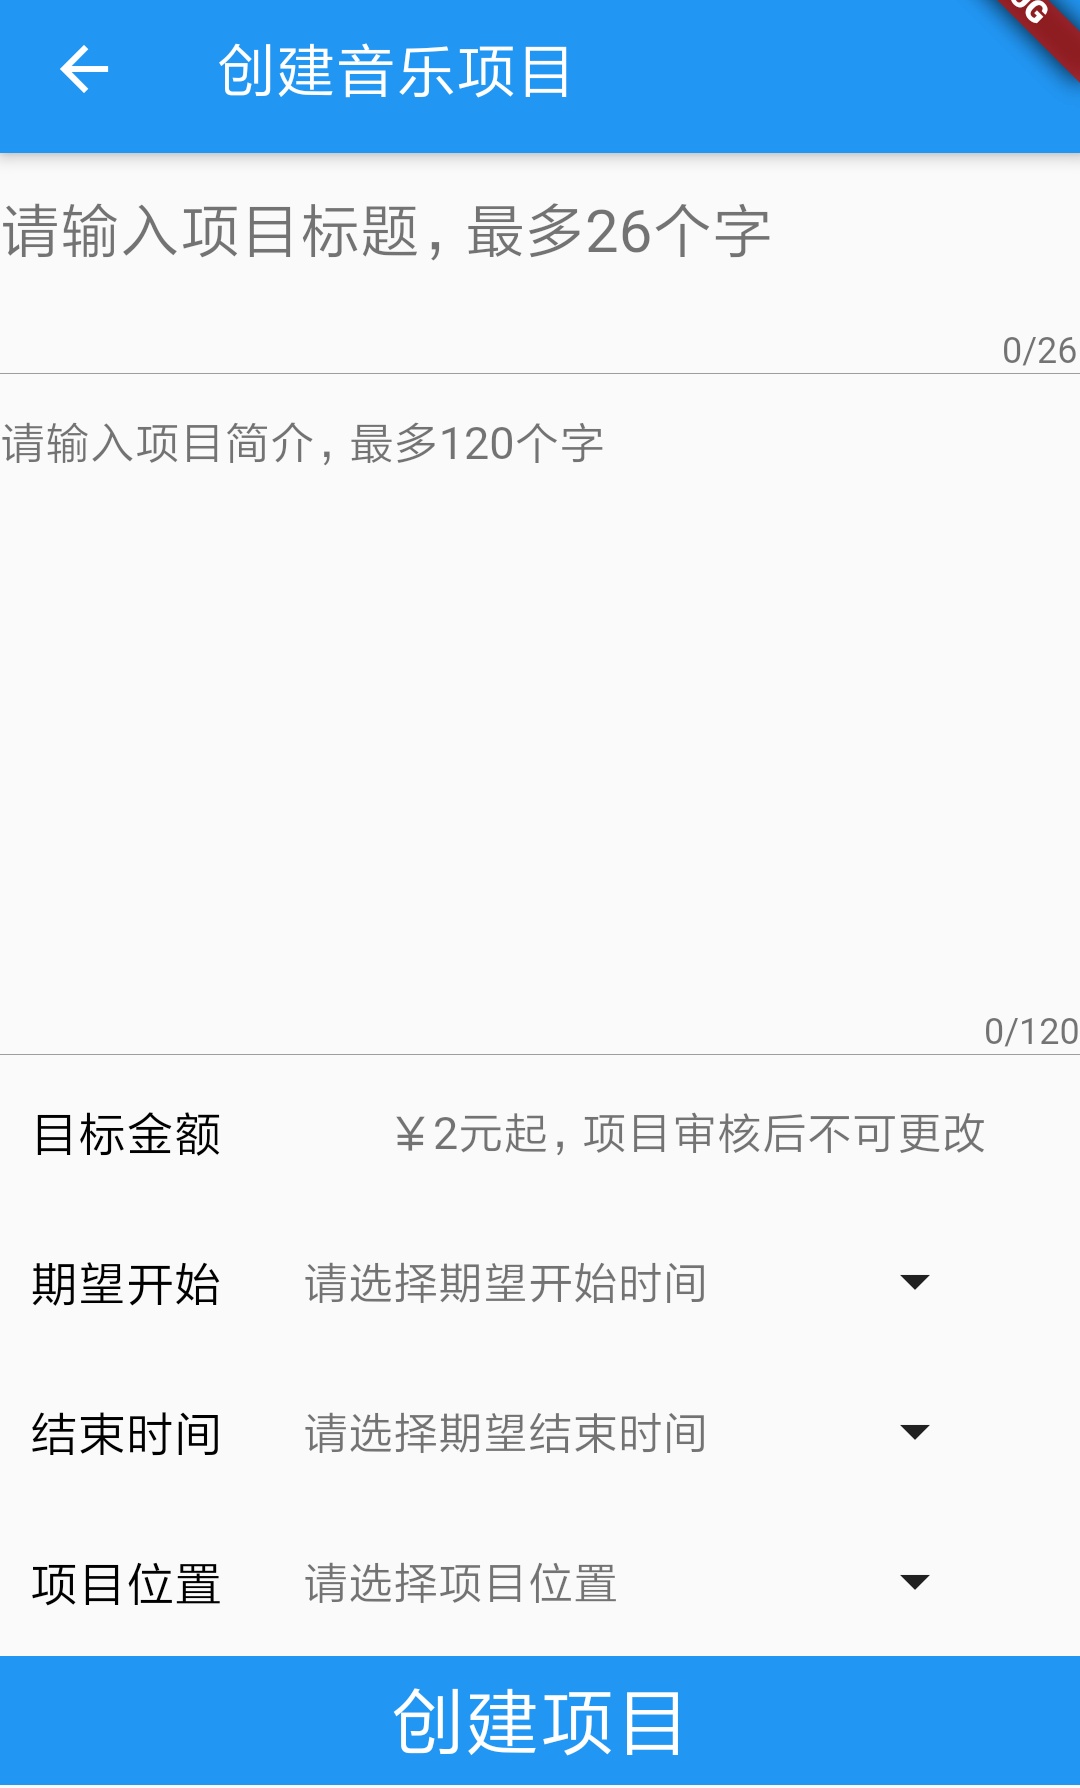 创建音乐项目
请输入项目标题，最多26个字
0/26
请输入项目简介，最多120个字
0/120
目标金额 ￥2元起，项目审核后不可更改
期望开始 请选择期望开始时间
结束时间 请选择期望结束时间
项目位置 请选择项目位置
创建项目